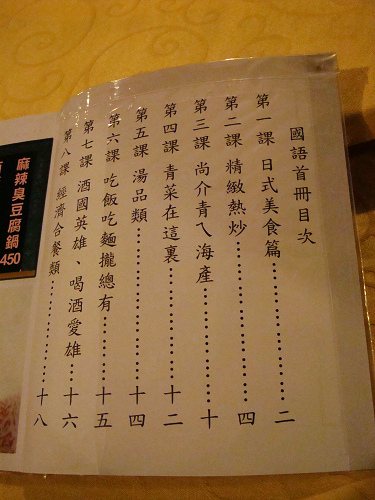 國語首冊目次
第一課 日式美食篇……………二
第二課 精緻熱炒……………四
第三課 尚介青ㄟ海產……………十
第四課 青菜在這裏……………十二
第五課 湯品類……………十四
第六課 吃飯吃麵攏總有……………十五
第七課 酒國英雄、喝酒愛雄……十六
第八課 經濟合餐類……………十八
麻辣臭豆腐鍋
450